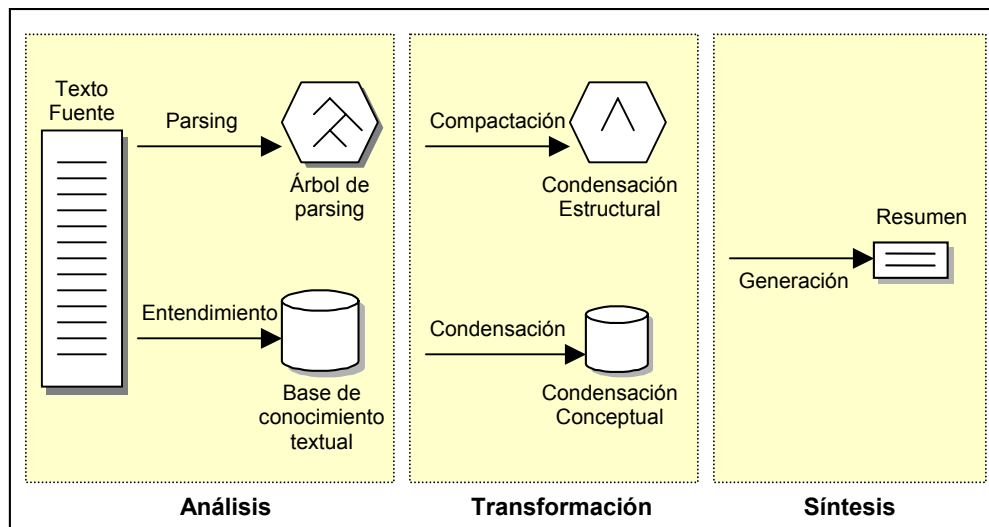 Texto
Fuente
Parsing
Árbol de
parsing
Entendimiento
Base de
conocimiento
textual
Análisis
Compactación
Condensación
Estructural
Condensación
Condensación
Conceptual
Transformación
Resumen
Generación
Síntesis